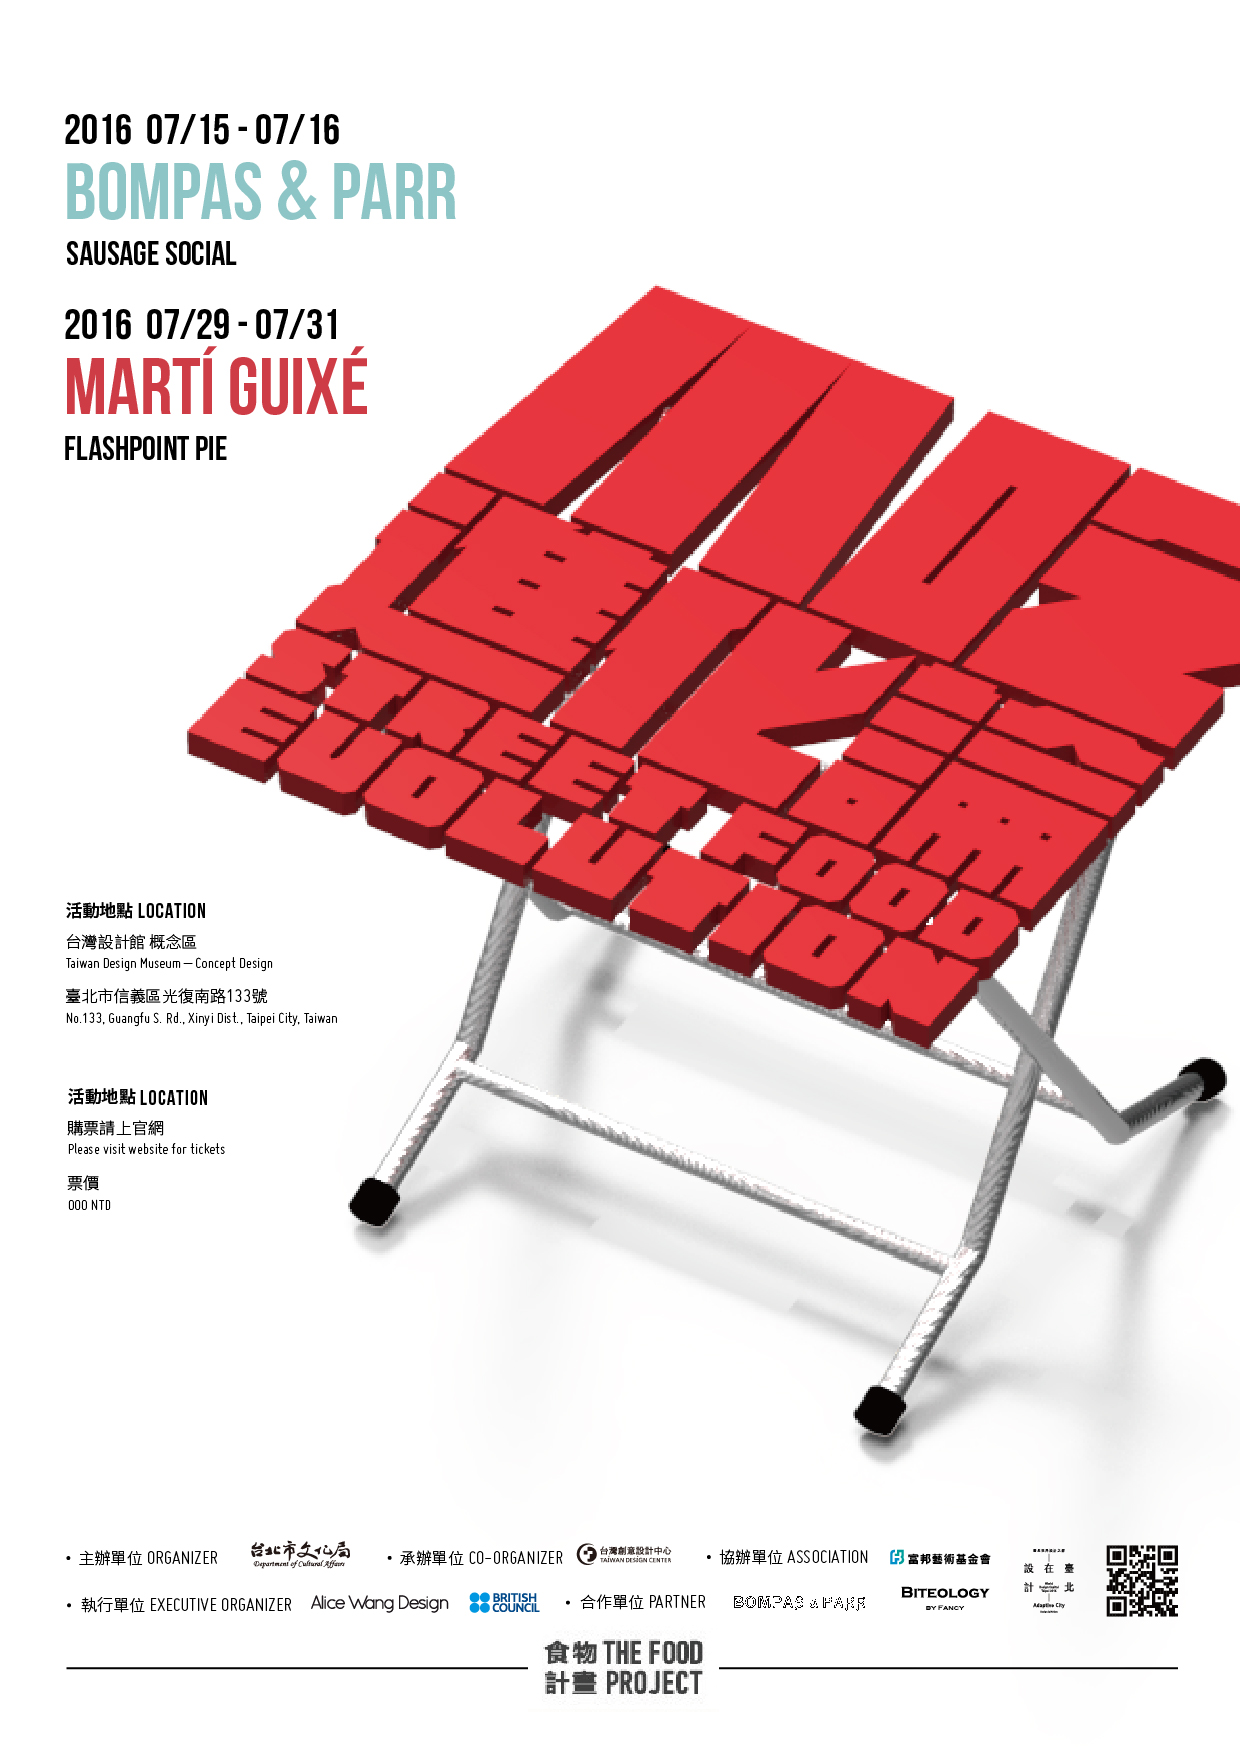 2016 07/15 - 07/16
BOMPAS & PARR
SAUSAGE SOCIAL
2016 07/29 - 07/31
MARTÍ GUIXÉ
FLASHPOINT PIE
小吃
進化論
STREET FOOD
EVOLUTION
活動地點 LOCATION
台灣設計館 概念區
Taiwan Design Museum — Concept Design
臺北市信義區光復南路133號
No.133, Guangfu S. Rd., Xinyi Dist., Taipei City, Taiwan
活動地點 LOCATION
購票請上官網
Please visit website for tickets
票價
000 NTD
• 主辦單位 ORGANIZER
台北市文化局
Department of Cultural Affairs
• 承辦單位 CO-ORGANIZER
台灣創意設計中心
TAIWAN DESIGN CENTER
• 協辦單位 ASSOCIATION
富邦藝術基金會
設在臺
計北
Adaptive City
• 執行單位 EXECUTIVE ORGANIZER
Alice Wang Design
BRITISH
COUNCIL
• 合作單位 PARTNER
BOMPAS & PARR
BITEOLOGY
BY FANCY
食物 THE FOOD
計畫 PROJECT